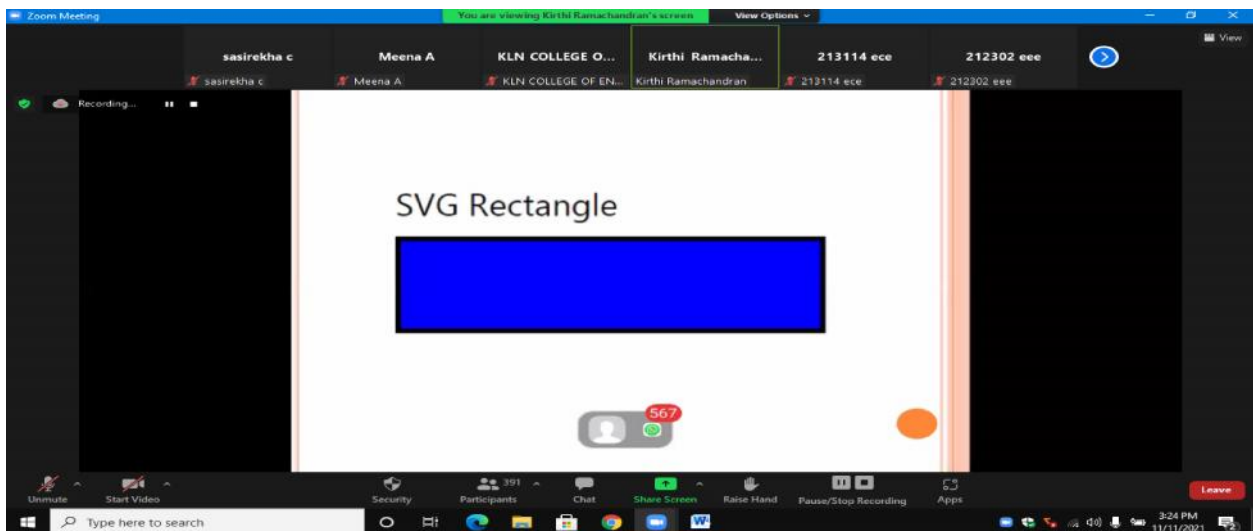 Zoom Meeting
You are viewing Kirthi Ramachandran's screen View Options
View
sasirekha c Meena A KLN COLLEGE O... Kirthi Ramacha... 213114 ece 212302 eee
sasirekha c Meena A KLN COLLEGE OF EN... Kirthi Ramachandran 213114 ece 212302 eee
Recording...
SVG Rectangle
567
391
Unmute Start Video Security Participants Chat Share Screen Raise Hand Pause/Stop Recording Apps Leave
Type here to search
W
3:24 PM
11/11/2021
2